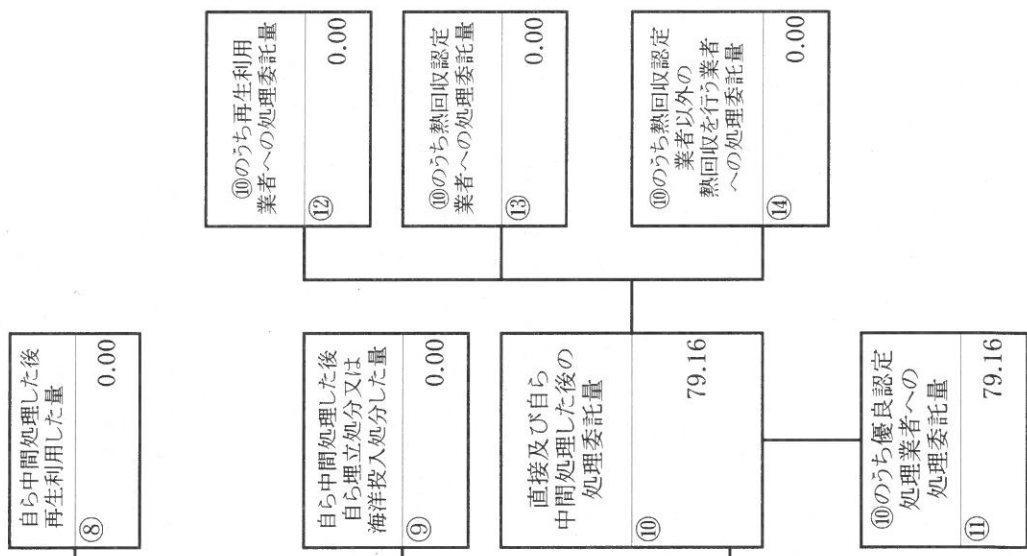 自ら中間処理した後
再生利用した量
⑧
0.00
自ら中間処理した後
自ら埋立処分又は
海洋投入処分した量
⑨
0.00
直接及び自ら
中間処理した後の
処理委託量
⑩
79.16
⑩のうち優良認定
処理業者への
処理委託量
⑪
79.16
⑩のうち再生利用
業者への処理委託量
⑫
0.00
⑩のうち熱回収認定
業者への処理委託量
⑬
0.00
⑩のうち熱回収認定
業者以外の
熱回収を行う業者
への処理委託量
⑭
0.00